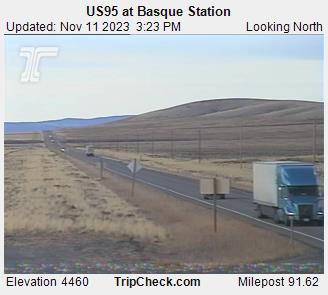 US95 at Basque Station
Updated: Nov 11 2023 3:23 PM Looking North
Elevation 4460 TripCheck.com Milepost 91.62